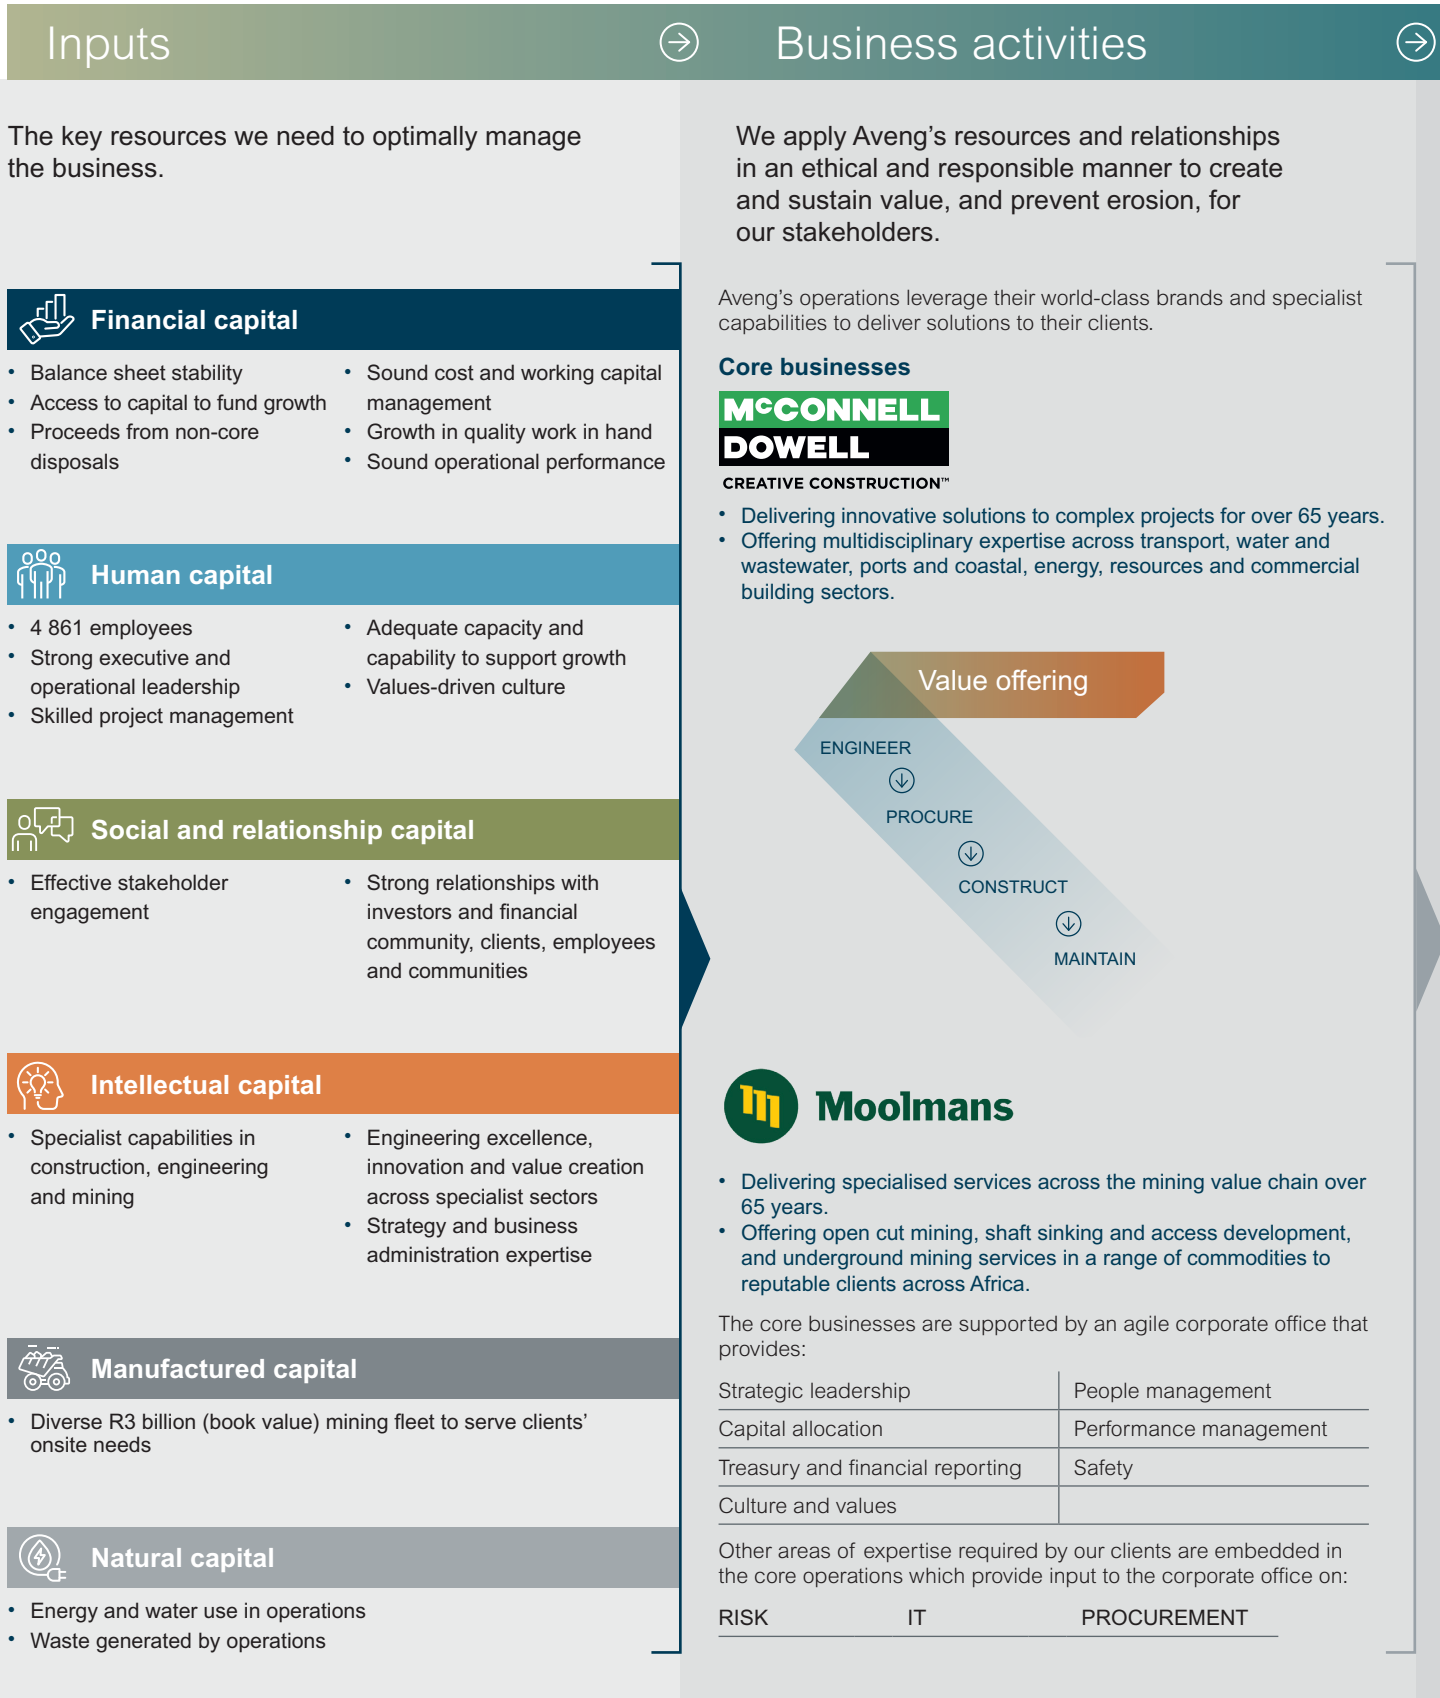 Inputs
Business activities
The key resources we need to optimally manage
the business.
Financial capital
• Balance sheet stability
• Access to capital to fund growth
• Proceeds from non-core
disposals
• Sound cost and working capital
management
• Growth in quality work in hand
• Sound operational performance
Human capital
• 4 861 employees
• Strong executive and
operational leadership
• Skilled project management
• Adequate capacity and
capability to support growth
• Values-driven culture
Social and relationship capital
• Effective stakeholder
engagement
• Strong relationships with
investors and financial
community, clients, employees
and communities
Intellectual capital
• Specialist capabilities in
construction, engineering
and mining
• Engineering excellence,
innovation and value creation
across specialist sectors
• Strategy and business
administration expertise
Manufactured capital
• Diverse R3 billion (book value) mining fleet to serve clients’
onsite needs
Natural capital
• Energy and water use in operations
• Waste generated by operations
We apply Aveng’s resources and relationships
in an ethical and responsible manner to create
and sustain value, and prevent erosion, for
our stakeholders.
Aveng’s operations leverage their world-class brands and specialist
capabilities to deliver solutions to their clients.
Core businesses
McCONNELL
DOWELL
CREATIVE CONSTRUCTION™
• Delivering innovative solutions to complex projects for over 65 years.
• Offering multidisciplinary expertise across transport, water and
wastewater, ports and coastal, energy, resources and commercial
building sectors.
Value offering
ENGINEER
PROCURE
CONSTRUCT
MAINTAIN
Moolmans
• Delivering specialised services across the mining value chain over
65 years.
• Offering open cut mining, shaft sinking and access development,
and underground mining services in a range of commodities to
reputable clients across Africa.
The core businesses are supported by an agile corporate office that
provides:
Strategic leadership People management
Capital allocation Performance management
Treasury and financial reporting Safety
Culture and values
Other areas of expertise required by our clients are embedded in
the core operations which provide input to the corporate office on:
RISK IT PROCUREMENT